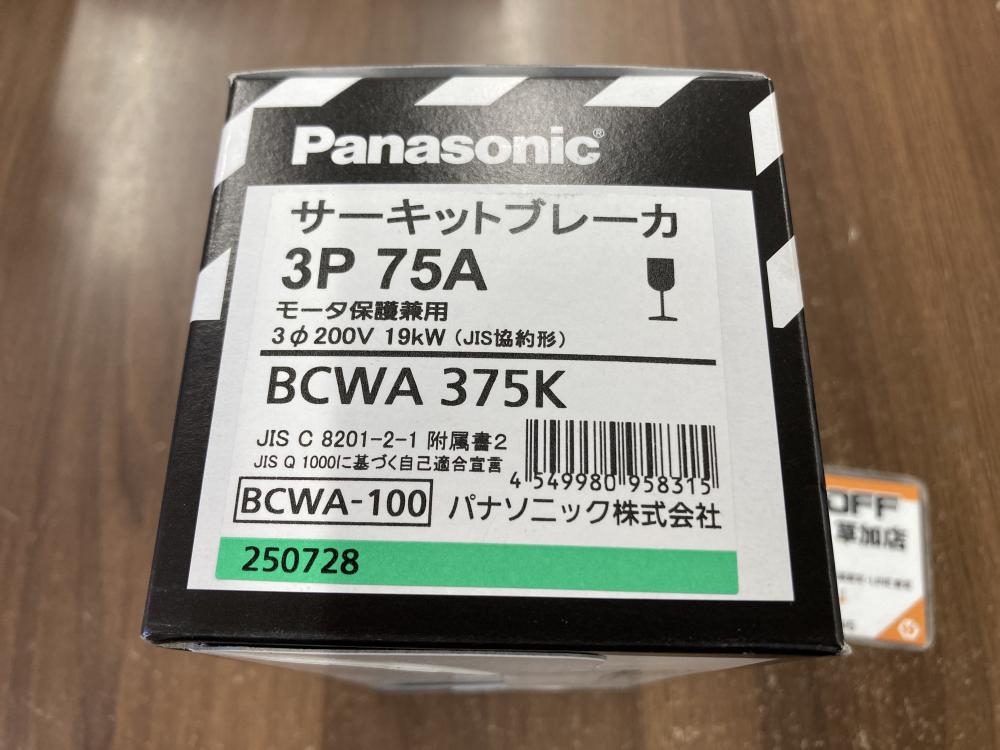 Panasonic®
サーキットブレーカ
3P 75A
モータ保護兼用
3φ200V 19kW (JIS協約形)
BCWA 375K
JIS C 8201-2-1 附属書2
JIS Q 1000に基づく自己適合宣言
4 549980 958315
BCWA-100 パナソニック株式会社
250728
OFF
草加店